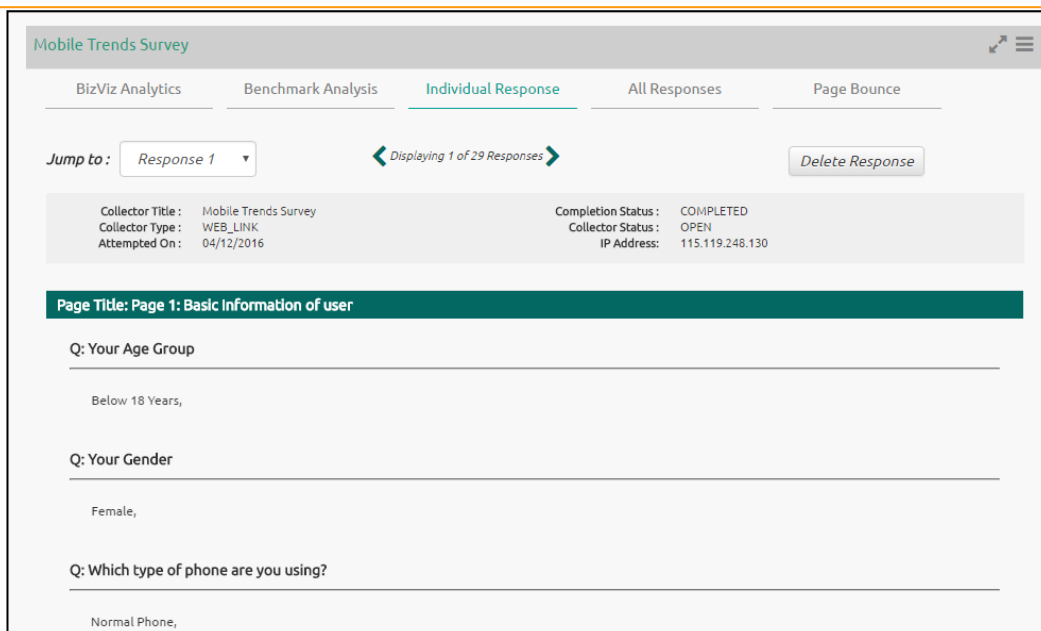 Mobile Trends Survey
BizViz Analytics Benchmark Analysis Individual Response All Responses Page Bounce
Jump to : Response 1 Displaying 1 of 29 Responses Delete Response
Collector Title : Mobile Trends Survey Completion Status : COMPLETED
Collector Type : WEB_LINK Collector Status : OPEN
Attempted On : 04/12/2016 IP Address: 115.119.248.130
Page Title: Page 1: Basic Information of user
Q: Your Age Group
Below 18 Years,
Q: Your Gender
Female,
Q: Which type of phone are you using?
Normal Phone,